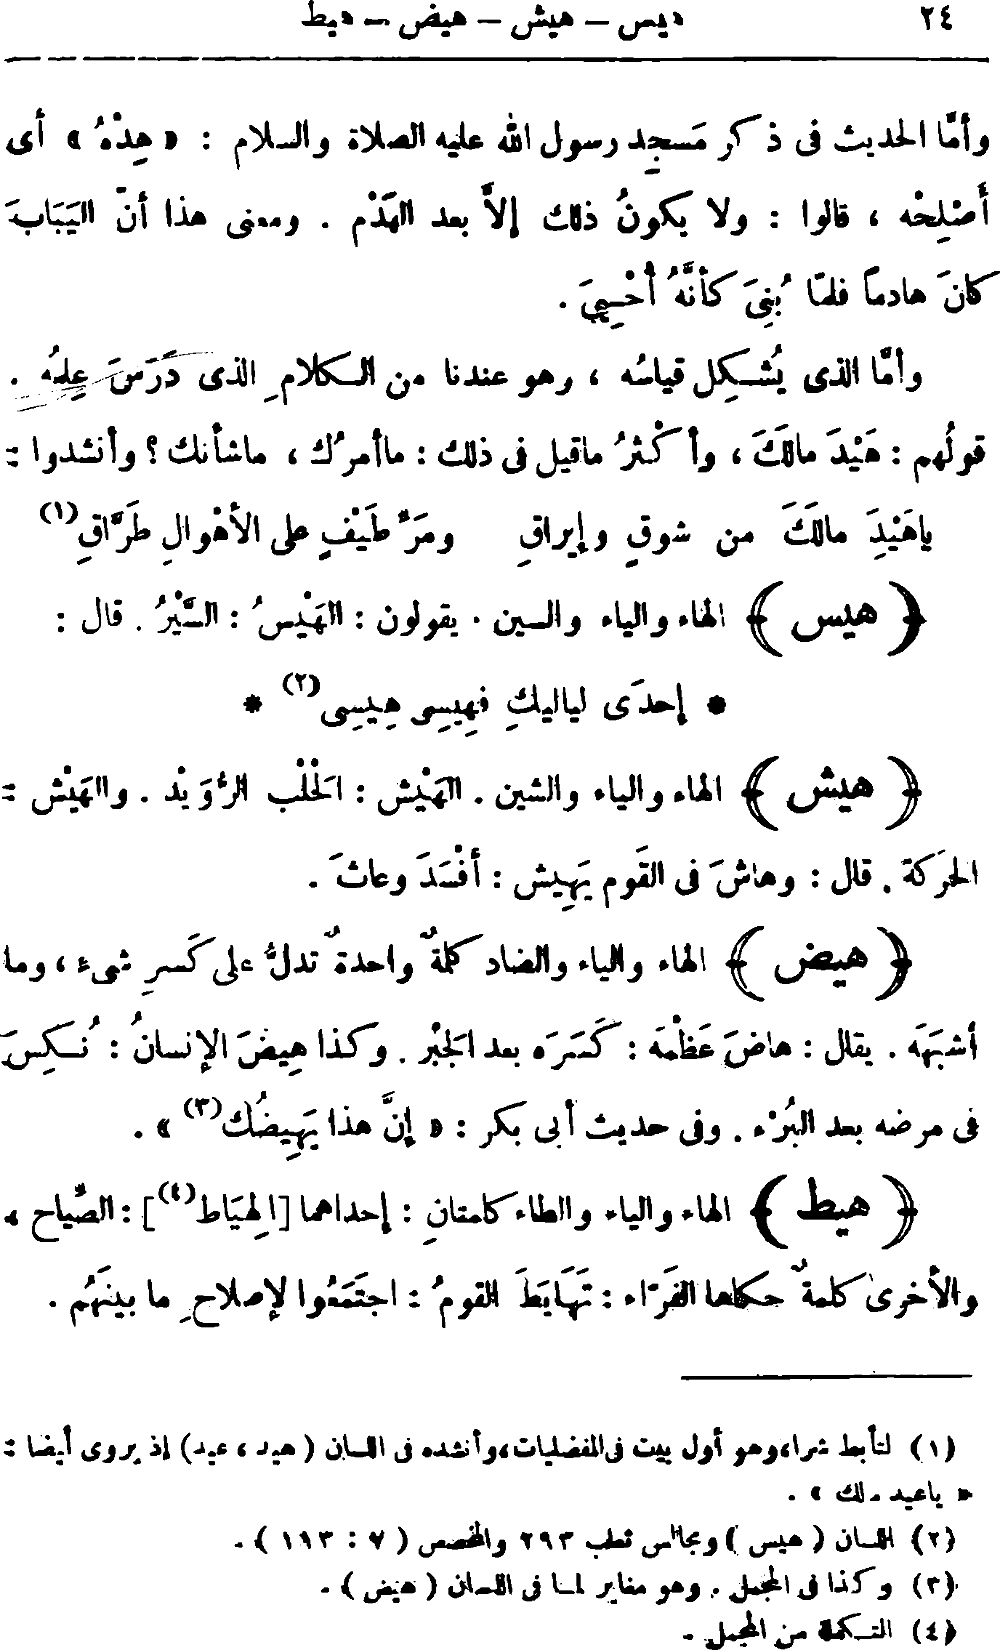 ٢٤ هيس – هيش – هيض – هيط
وأمَّا الحديث فى ذكر مَسجِد رسول الله عليه الصلاة والسلام : « هِدْهُ » أى
أَصْلِحْه ، قالوا : ولا يكونُ ذلك إلاَّ بعد الهَدْم . ومعنى هذا أنّ اليَبَابَ
كانَ هادماً فلمّا بُنِىَ كأنَّهُ أُحْيِىَ .
وأمَّا الذى يُشكِل قياسُه ، وهو عندنا من الكلامِ الذى دَرَسَ عِلمُه .
قولُهم : هَيْدَ مالَكَ ، وأكْثَرُ ماقيل فى ذلك : ماأمرُك ، ماشأنك ؟ وأنشدوا :
ياهَيْدِ مالَكَ من شوقٍ وإيراقِ ومَرِّ طَيْفٍ على الأهْوالِ طَرَّاقِ(١)
﴿ هيس ﴾ الهاء والياء والسين . يقولون : الهَيْسُ : السَّيْرُ . قال :
* إحدَى لياليكِ فهِيسِى هِيسِى(٢) *
﴿ هيش ﴾ الهاء والياء والشين . الهَيْش : الحَلْب الرُّوَيْد . والهَيْش :
الحَرَكة . قال : وهاشَ فى القَوم يَهِيش : أفْسَدَ وعاثَ .
﴿ هيض ﴾ الهاء والياء والضاد كلمةٌ واحدةٌ تدلُّ على كَسرِ شىء ، وما
أشبَهَه . يقال : هاضَ عَظْمَه : كَسَرَه بعد الجَبْر . وكذا هِيضَ الإنسانُ : نُكِسَ
فى مرضه بعد البُرْء . وفى حديث أبى بكر : « إنَّ هذا يَهِيضُك(٣) » .
﴿ هيط ﴾ الهاء والياء والطاء كلمتانِ : إحداهما [الهِيَاط(٤)] : الصِّياح ،
والأخرى كلمةٌ حكاها الفَرّاء : تَهَايَطَ القومُ : اجتَمَعُوا لإصلاحِ ما بينَهُم .
(١) لتأبط شرا، وهو أول بيت فى المفضليات، وأنشده فى اللسان (هيد ، عيد) إذ يروى أيضا :
« ياعيد مالك » .
(٢) اللسان ( هيس ) ومجالس ثعلب ٢٩٣ والمخصص ( ٧ : ١١٣ ) .
(٣) وكذا فى المجمل . وهو مغاير لما فى اللسان ( هيض ) .
(٤) التكملة من المجمل .